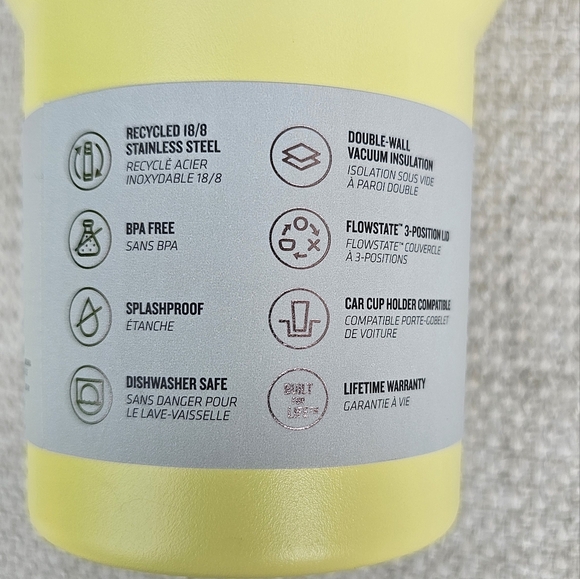 RECYCLED 18/8
STAINLESS STEEL
RECYCLÉ ACIER
INOXYDABLE 18/8
BPA FREE
SANS BPA
SPLASHPROOF
ÉTANCHE
DISHWASHER SAFE
SANS DANGER POUR
LE LAVE-VAISSELLE
DOUBLE-WALL
VACUUM INSULATION
ISOLATION SOUS VIDE
À PAROI DOUBLE
FLOWSTATE™ 3-POSITION LID
FLOWSTATE™ COUVERCLE
À 3-POSITIONS
CAR CUP HOLDER COMPATIBLE
COMPATIBLE PORTE-GOBELET
DE VOITURE
BUILT
FOR
LIFE™
LIFETIME WARRANTY
GARANTIE À VIE